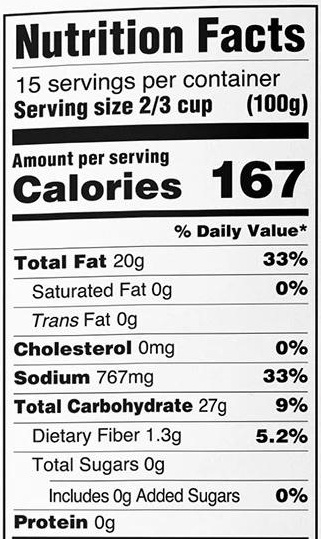 Nutrition Facts
15 servings per container
Serving size 2/3 cup (100g)
Amount per serving
Calories 167
% Daily Value*
Total Fat 20g 33%
Saturated Fat 0g 0%
Trans Fat 0g
Cholesterol 0mg 0%
Sodium 767mg 33%
Total Carbohydrate 27g 9%
Dietary Fiber 1.3g 5.2%
Total Sugars 0g
Includes 0g Added Sugars 0%
Protein 0g